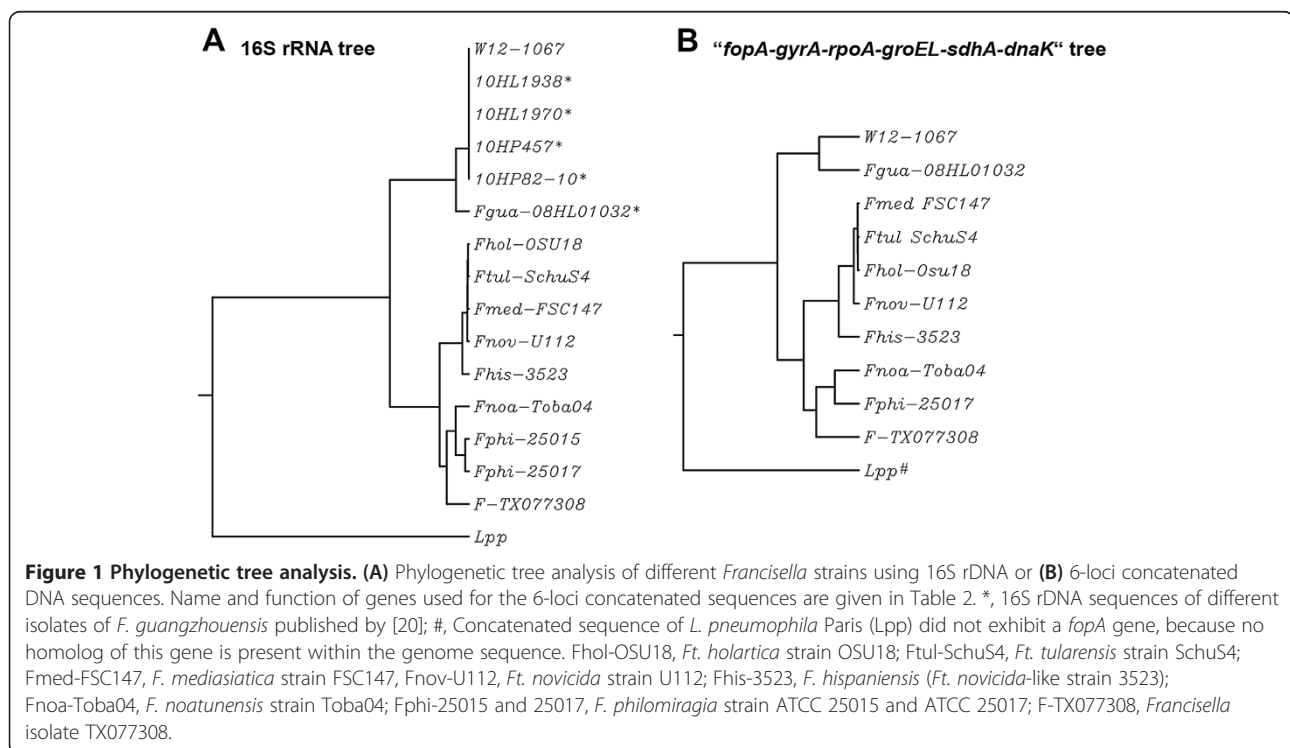 A 16S rRNA tree
W12-1067
10HL1938*
10HL1970*
10HP457*
10HP82-10*
Fgua-08HL01032*
Fhol-OSU18
Ftul-SchuS4
Fmed-FSC147
Fnov-U112
Fhis-3523
Fnoa-Toba04
Fphi-25015
Fphi-25017
F-TX077308
Lpp
B “fopA-gyrA-rpoA-groEL-sdhA-dnaK“ tree
W12-1067
Fgua-08HL01032
Fmed FSC147
Ftul SchuS4
Fhol-Osu18
Fnov-U112
Fhis-3523
Fnoa-Toba04
Fphi-25017
F-TX077308
Lpp#
Figure 1 Phylogenetic tree analysis. (A) Phylogenetic tree analysis of different Francisella strains using 16S rDNA or (B) 6-loci concatenated
DNA sequences. Name and function of genes used for the 6-loci concatenated sequences are given in Table 2. *, 16S rDNA sequences of different
isolates of F. guangzhouensis published by [20]; #, Concatenated sequence of L. pneumophila Paris (Lpp) did not exhibit a fopA gene, because no
homolog of this gene is present within the genome sequence. Fhol-OSU18, Ft. holartica strain OSU18; Ftul-SchuS4, Ft. tularensis strain SchuS4;
Fmed-FSC147, F. mediasiatica strain FSC147, Fnov-U112, Ft. novicida strain U112; Fhis-3523, F. hispaniensis (Ft. novicida-like strain 3523);
Fnoa-Toba04, F. noatunensis strain Toba04; Fphi-25015 and 25017, F. philomiragia strain ATCC 25015 and ATCC 25017; F-TX077308, Francisella
isolate TX077308.